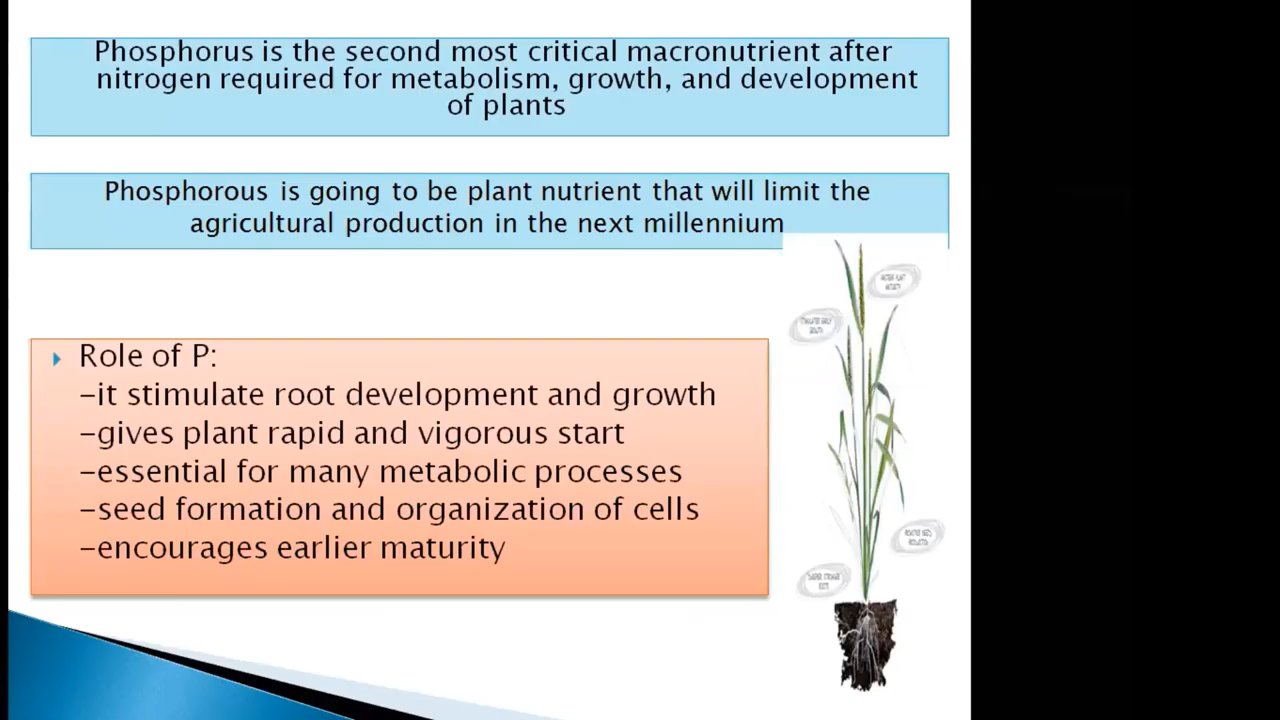 Phosphorus is the second most critical macronutrient after
nitrogen required for metabolism, growth, and development
of plants
Phosphorous is going to be plant nutrient that will limit the
agricultural production in the next millennium
Role of P:
-it stimulate root development and growth
-gives plant rapid and vigorous start
-essential for many metabolic processes
-seed formation and organization of cells
-encourages earlier maturity